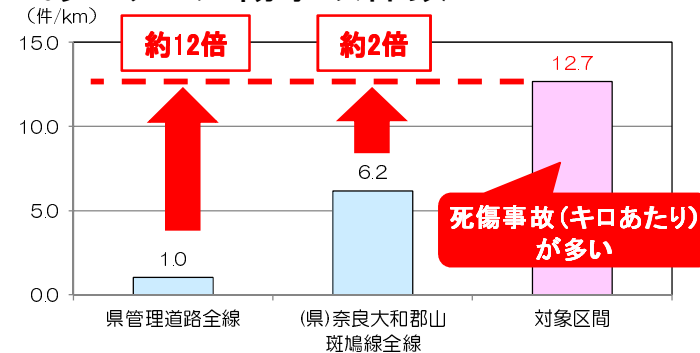 (件/km)
15.0
約12倍
約2倍
12.7
10.0
6.2
5.0
死傷事故(キロあたり)
が多い
1.0
0.0
県管理道路全線
(県)奈良大和郡山
斑鳩線全線
対象区間